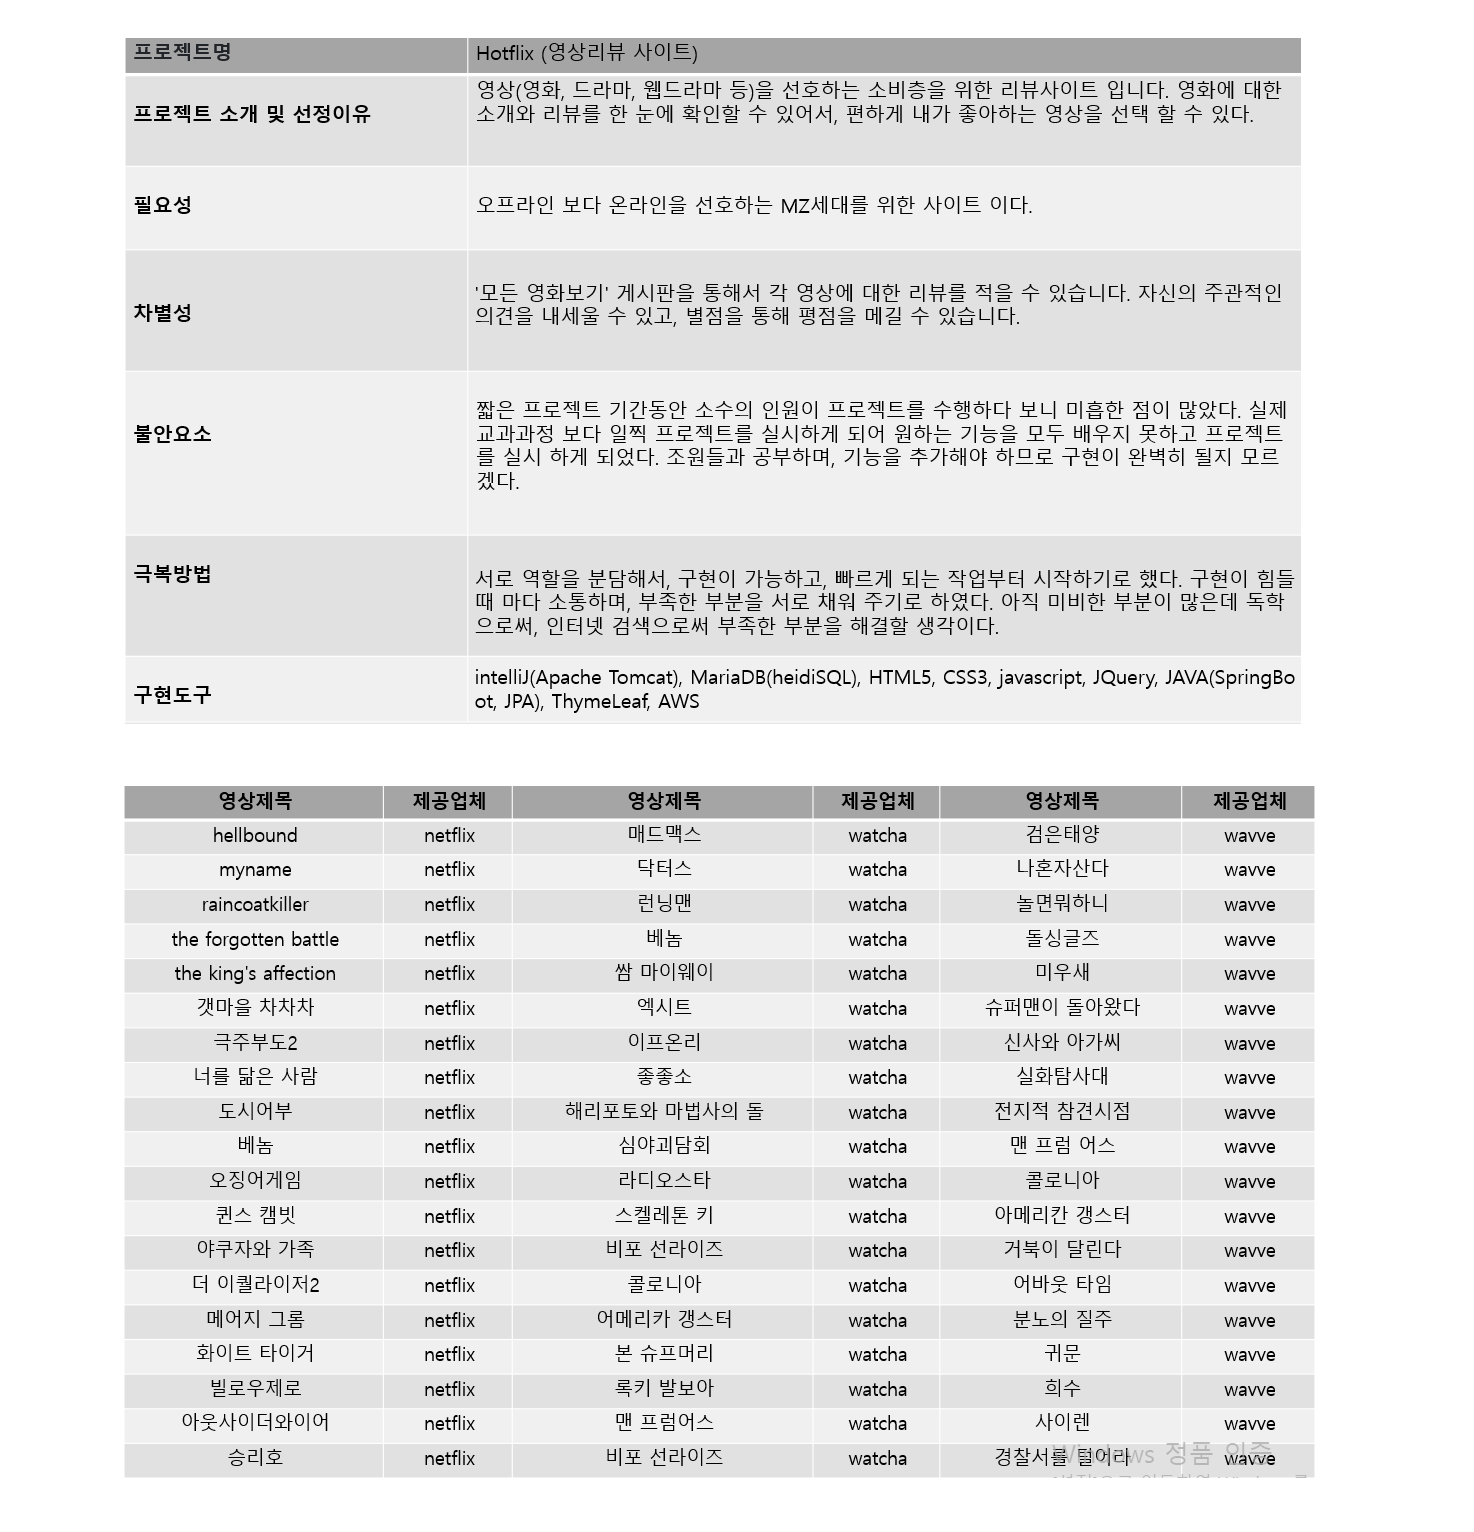 프로젝트명 Hotflix (영상리뷰 사이트)
프로젝트 소개 및 선정이유
영상(영화, 드라마, 웹드라마 등)을 선호하는 소비층을 위한 리뷰사이트 입니다. 영화에 대한
소개와 리뷰를 한 눈에 확인할 수 있어서, 편하게 내가 좋아하는 영상을 선택 할 수 있다.
필요성 오프라인 보다 온라인을 선호하는 MZ세대를 위한 사이트 이다.
차별성
'모든 영화보기' 게시판을 통해서 각 영상에 대한 리뷰를 적을 수 있습니다. 자신의 주관적인
의견을 내세울 수 있고, 별점을 통해 평점을 메길 수 있습니다.
불안요소
짧은 프로젝트 기간동안 소수의 인원이 프로젝트를 수행하다 보니 미흡한 점이 많았다. 실제
교과과정 보다 일찍 프로젝트를 실시하게 되어 원하는 기능을 모두 배우지 못하고 프로젝트
를 실시 하게 되었다. 조원들과 공부하며, 기능을 추가해야 하므로 구현이 완벽히 될지 모르
겠다.
극복방법
서로 역할을 분담해서, 구현이 가능하고, 빠르게 되는 작업부터 시작하기로 했다. 구현이 힘들
때 마다 소통하며, 부족한 부분을 서로 채워 주기로 하였다. 아직 미비한 부분이 많은데 독학
으로써, 인터넷 검색으로써 부족한 부분을 해결할 생각이다.
구현도구
intelliJ(Apache Tomcat), MariaDB(heidiSQL), HTML5, CSS3, javascript, JQuery, JAVA(SpringBo
ot, JPA), ThymeLeaf, AWS
영상제목 제공업체 영상제목 제공업체 영상제목 제공업체
hellbound netflix 매드맥스 watcha 검은태양 wavve
myname netflix 닥터스 watcha 나혼자산다 wavve
raincoatkiller netflix 런닝맨 watcha 놀면뭐하니 wavve
the forgotten battle netflix 베놈 watcha 돌싱글즈 wavve
the king's affection netflix 쌈 마이웨이 watcha 미우새 wavve
갯마을 차차차 netflix 엑시트 watcha 슈퍼맨이 돌아왔다 wavve
극주부도2 netflix 이프온리 watcha 신사와 아가씨 wavve
너를 닮은 사람 netflix 좋좋소 watcha 실화탐사대 wavve
도시어부 netflix 해리포토와 마법사의 돌 watcha 전지적 참견시점 wavve
베놈 netflix 심야괴담회 watcha 맨 프럼 어스 wavve
오징어게임 netflix 라디오스타 watcha 콜로니아 wavve
퀸스 캠빗 netflix 스켈레톤 키 watcha 아메리칸 갱스터 wavve
야쿠자와 가족 netflix 비포 선라이즈 watcha 거북이 달린다 wavve
더 이퀄라이저2 netflix 콜로니아 watcha 어바웃 타임 wavve
메어지 그룸 netflix 어메리카 갱스터 watcha 분노의 질주 wavve
화이트 타이거 netflix 본 슈프머리 watcha 귀문 wavve
빌로우제로 netflix 록키 발보아 watcha 희수 wavve
아웃사이더와이어 netflix 맨 프럼어스 watcha 사이렌 wavve
승리호 netflix 비포 선라이즈 watcha 경찰서를 털어라 wavve
Windows 정품 인증